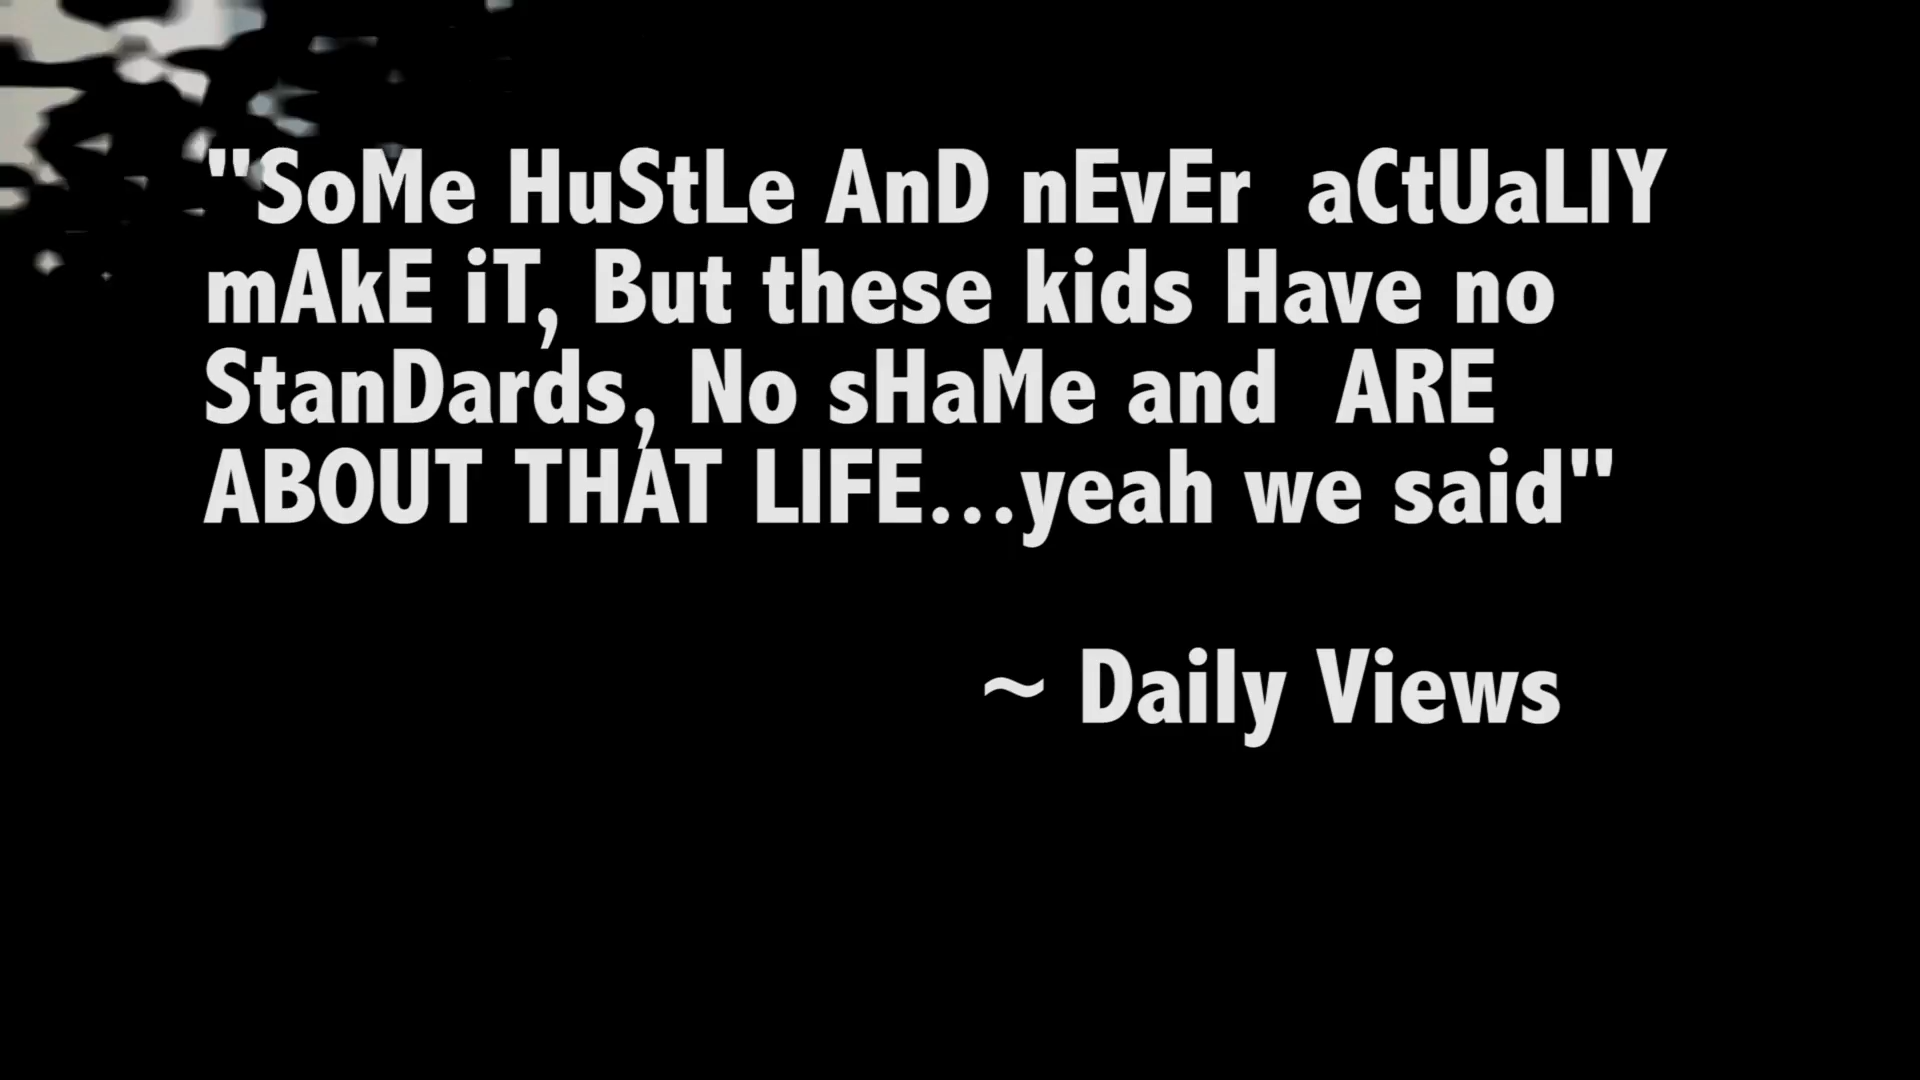 "SoMe HuStLe AnD nEvEr  aCtUaLlY
mAkE iT, But these kids Have no
StanDards, No sHaMe and  ARE
ABOUT THAT LIFE...yeah we said"
~ Daily Views